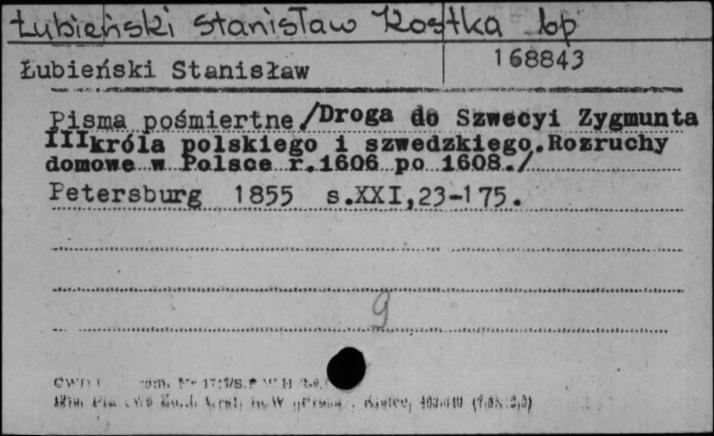 Łubieński Stanisław Kostka bp
168843
Łubieński Stanisław
Pisma pośmiertne/Droga do Szwecyi Zygmunta
III króla polskiego i szwedzkiego.Rozruchy
domowe w Polsce r.1606 po 1608./
Petersburg 1855 s.XXI,23-175.
9